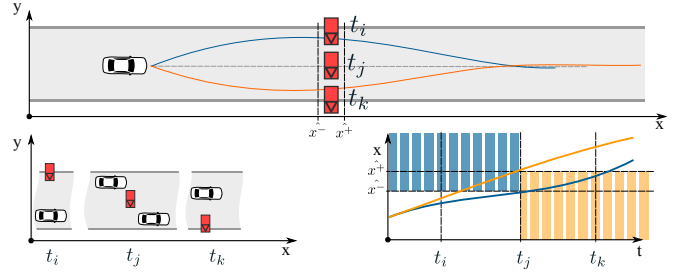 y
t_i
t_j
t_k
x
x̂⁻ x̂⁺
y
x
t_i t_j t_k
x
x̂⁺
x̂⁻
t
t_i t_j t_k